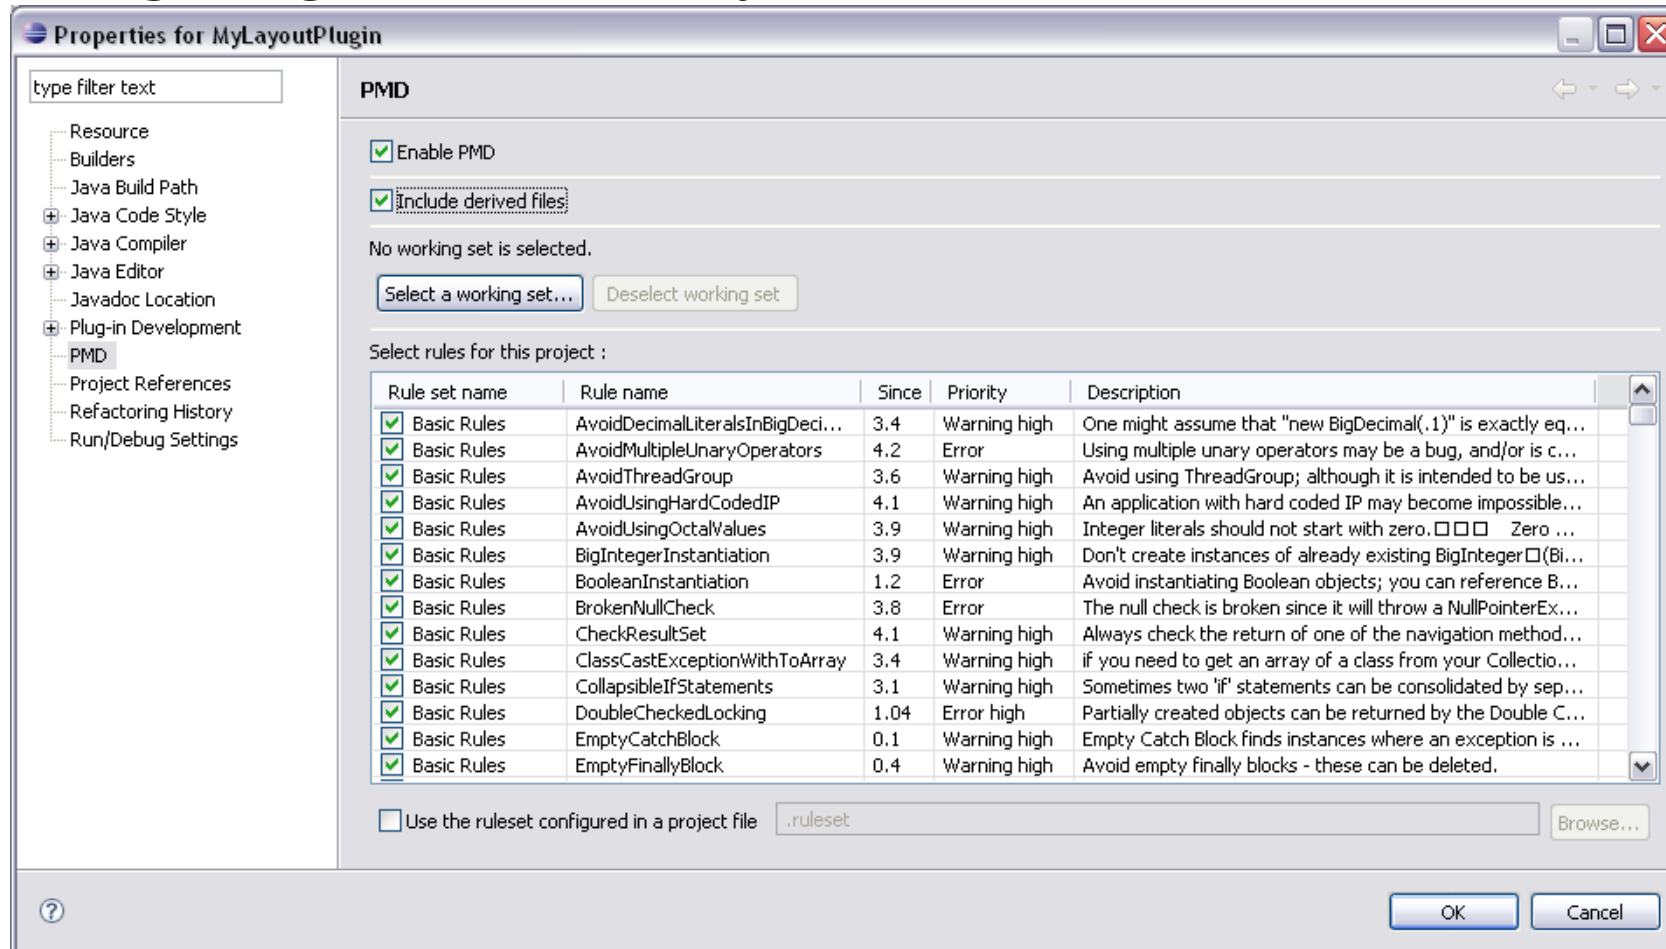 Properties for MyLayoutPlugin
type filter text
Resource
Builders
Java Build Path
Java Code Style
Java Compiler
Java Editor
Javadoc Location
Plug-in Development
PMD
Project References
Refactoring History
Run/Debug Settings
PMD
Enable PMD
Include derived files
No working set is selected.
Select a working set... Deselect working set
Select rules for this project :
Rule set name Rule name Since Priority Description
Basic Rules AvoidDecimalLiteralsInBigDeci... 3.4 Warning high One might assume that "new BigDecimal(.1)" is exactly eq...
Basic Rules AvoidMultipleUnaryOperators 4.2 Error Using multiple unary operators may be a bug, and/or is c...
Basic Rules AvoidThreadGroup 3.6 Warning high Avoid using ThreadGroup; although it is intended to be us...
Basic Rules AvoidUsingHardCodedIP 4.1 Warning high An application with hard coded IP may become impossible...
Basic Rules AvoidUsingOctalValues 3.9 Warning high Integer literals should not start with zero.□□□ Zero ...
Basic Rules BigIntegerInstantiation 3.9 Warning high Don't create instances of already existing BigInteger□(Bi...
Basic Rules BooleanInstantiation 1.2 Error Avoid instantiating Boolean objects; you can reference B...
Basic Rules BrokenNullCheck 3.8 Error The null check is broken since it will throw a NullPointerEx...
Basic Rules CheckResultSet 4.1 Warning high Always check the return of one of the navigation method...
Basic Rules ClassCastExceptionWithToArray 3.4 Warning high if you need to get an array of a class from your Collectio...
Basic Rules CollapsibleIfStatements 3.1 Warning high Sometimes two 'if' statements can be consolidated by sep...
Basic Rules DoubleCheckedLocking 1.04 Error high Partially created objects can be returned by the Double C...
Basic Rules EmptyCatchBlock 0.1 Warning high Empty Catch Block finds instances where an exception is ...
Basic Rules EmptyFinallyBlock 0.4 Warning high Avoid empty finally blocks - these can be deleted.
Use the ruleset configured in a project file .ruleset Browse...
OK Cancel